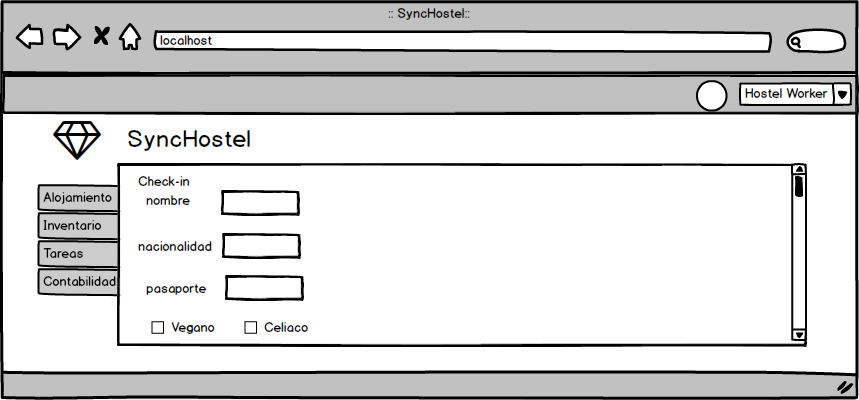 :: SyncHostel::
localhost
Hostel Worker
SyncHostel
Alojamiento
Inventario
Tareas
Contabilidad
Check-in
nombre
nacionalidad
pasaporte
Vegano Celiaco